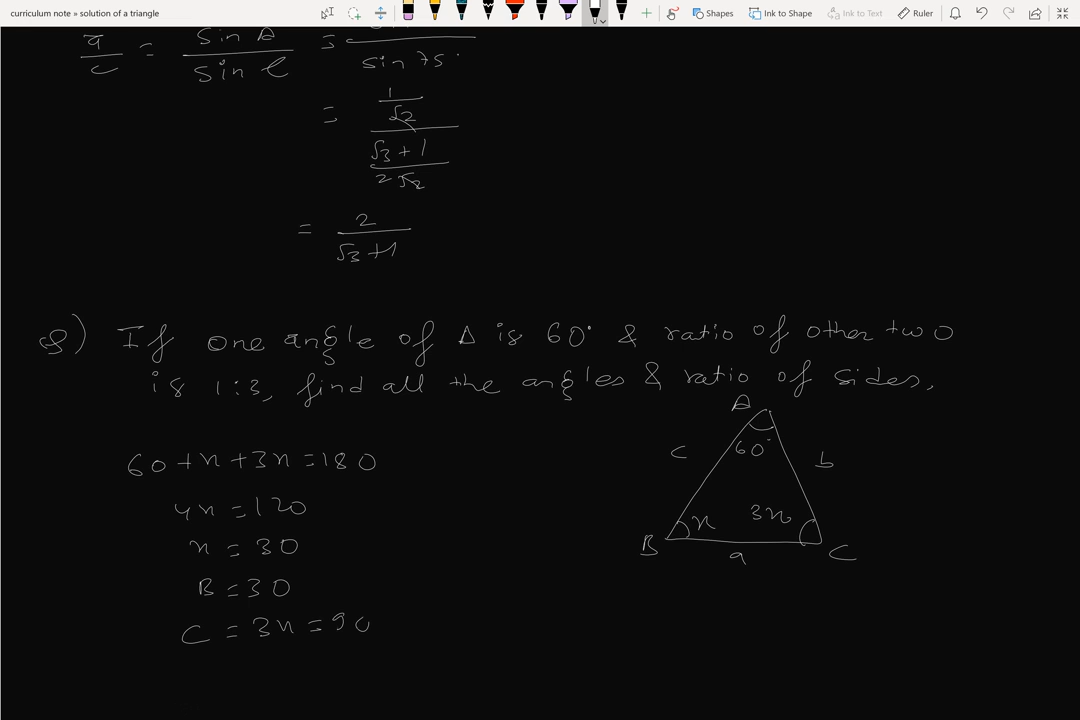 curriculum note » solution of a triangle
Shapes Ink to Shape Ink to Text Ruler
a/c = sin A / sin C = / sin 75°
= (1/√2) / ((√3 + 1)/2√2)
= 2/(√3+1)
Q) If one angle of Δ is 60° & ratio of other two
is 1:3, find all the angles & ratio of sides.
60 + x + 3x = 180
4x = 120
x = 30
B = 30
C = 3x = 90
A
60°
c
b
x
3x
B
a
C